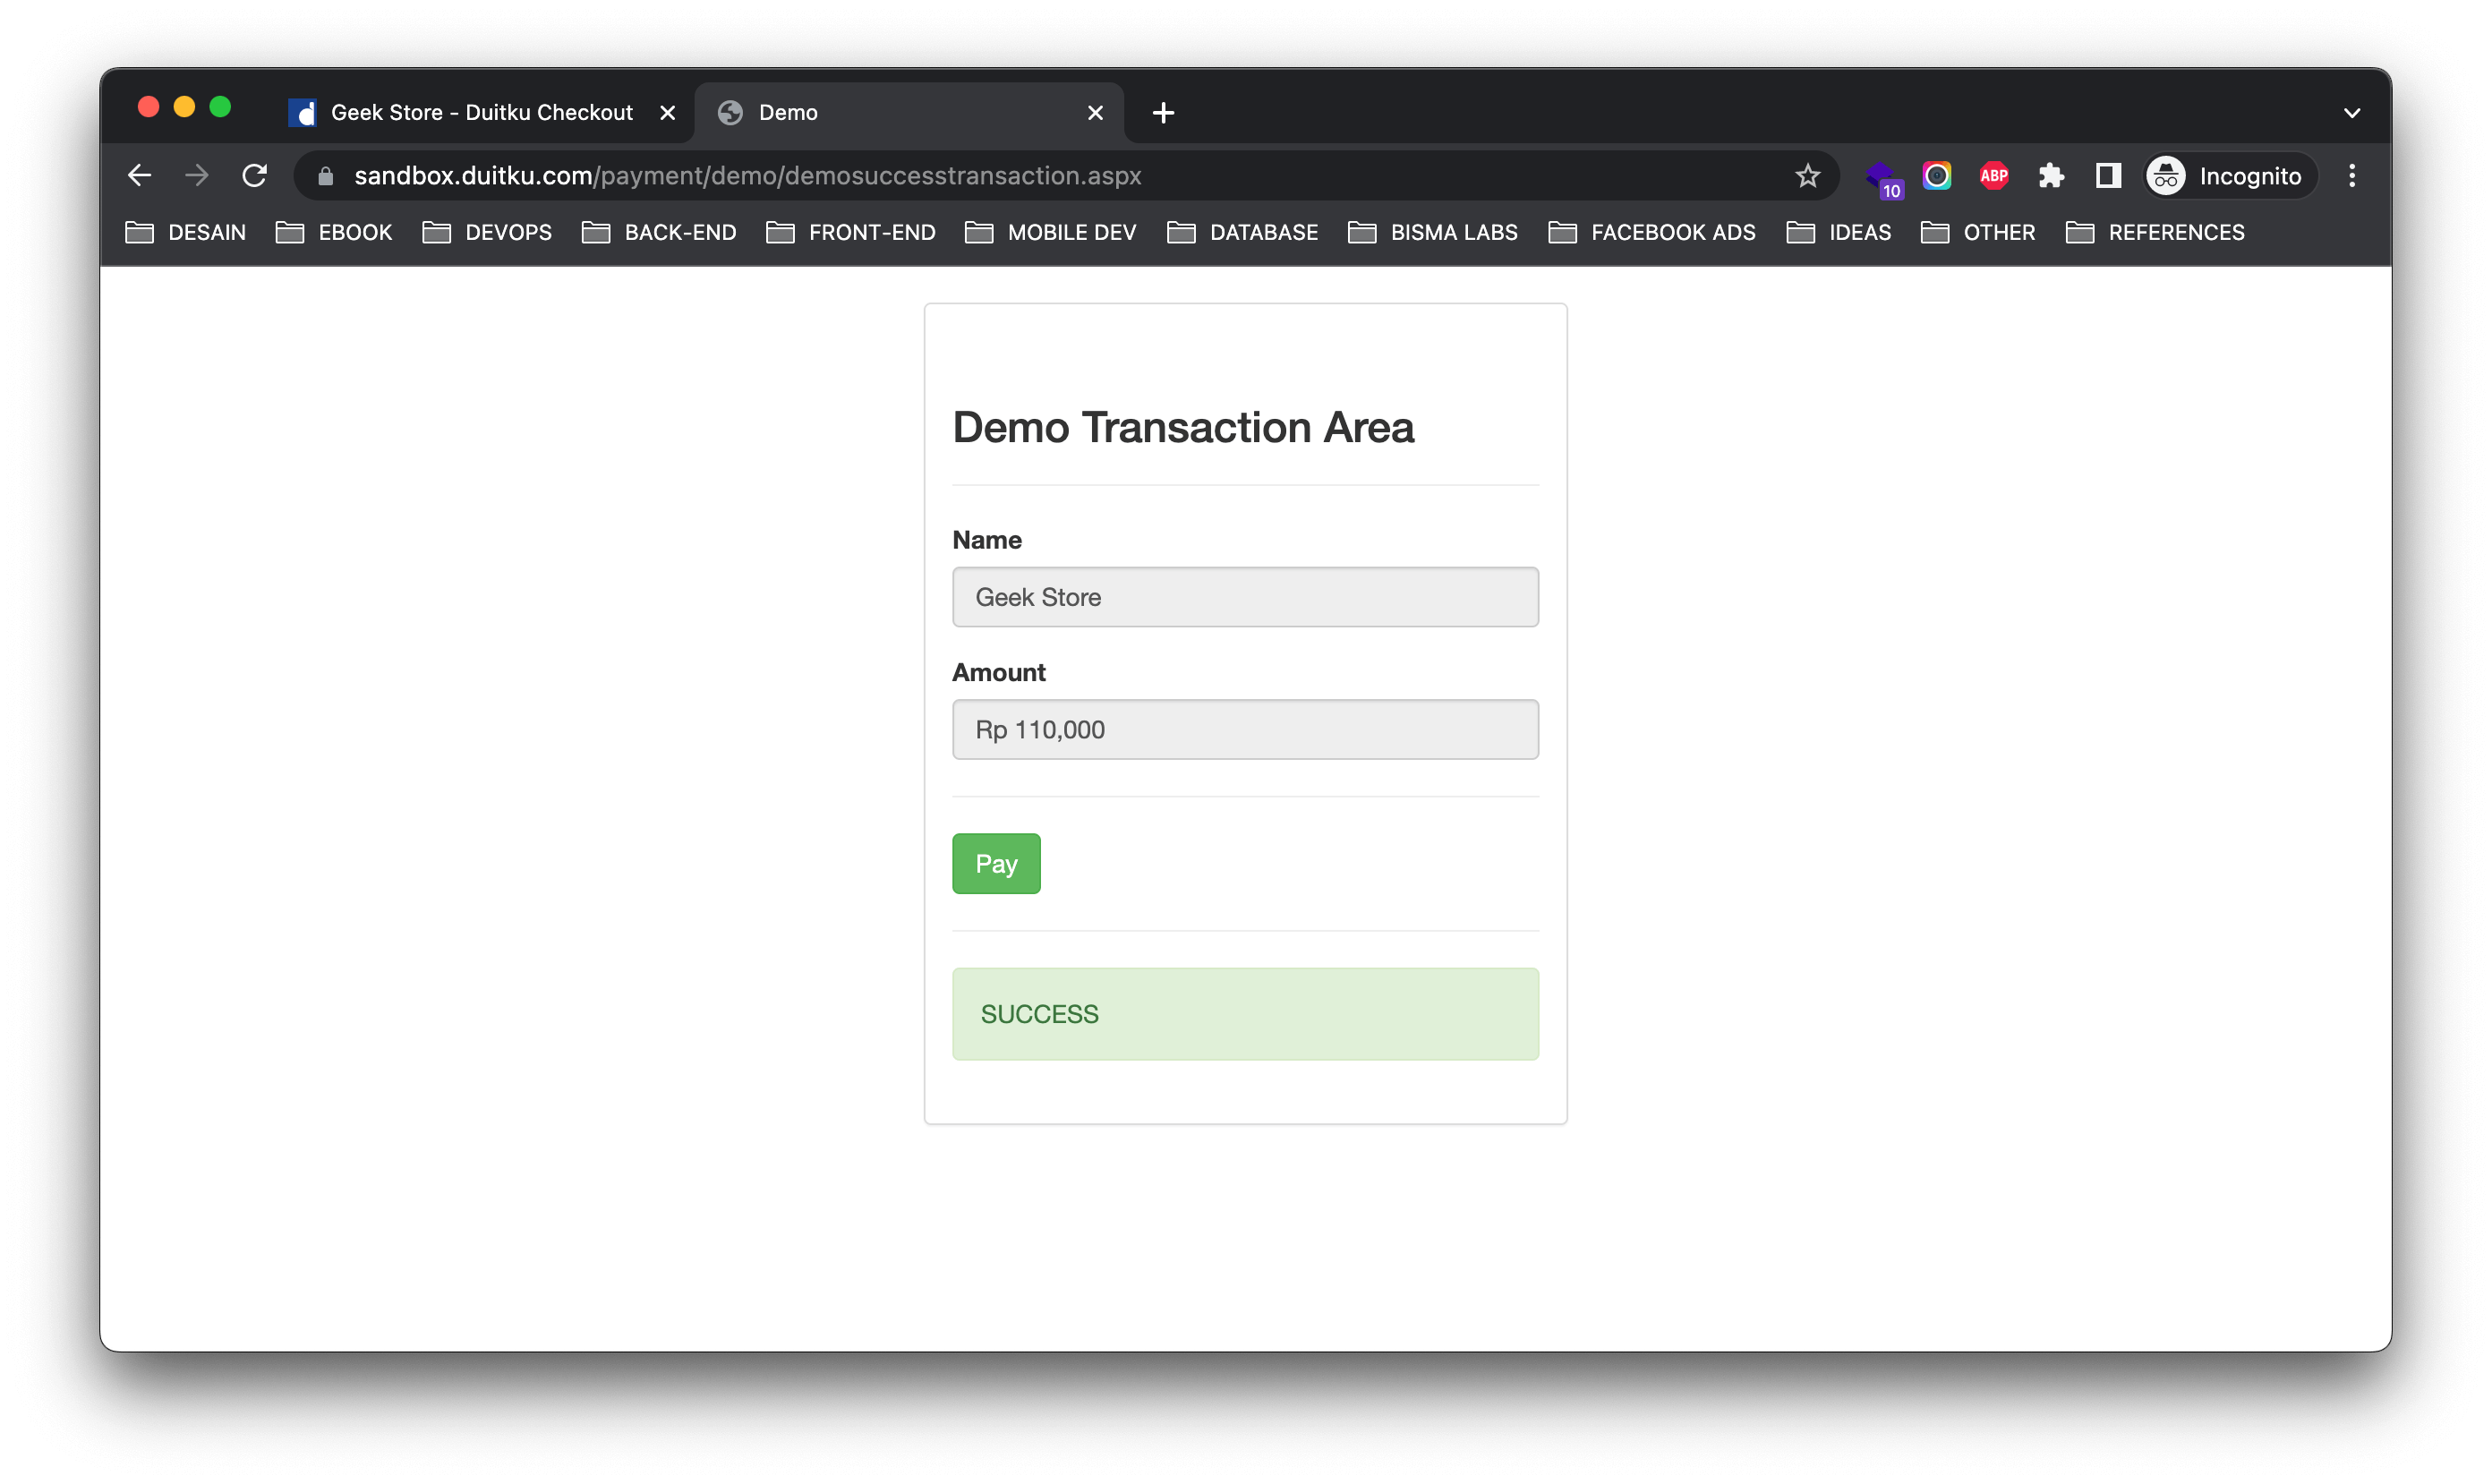 Geek Store - Duitku Checkout
Demo
sandbox.duitku.com/payment/demo/demosuccesstransaction.aspx
10
ABP
Incognito
DESAIN EBOOK DEVOPS BACK-END FRONT-END MOBILE DEV DATABASE BISMA LABS FACEBOOK ADS IDEAS OTHER REFERENCES
Demo Transaction Area
Name
Geek Store
Amount
Rp 110,000
Pay
SUCCESS